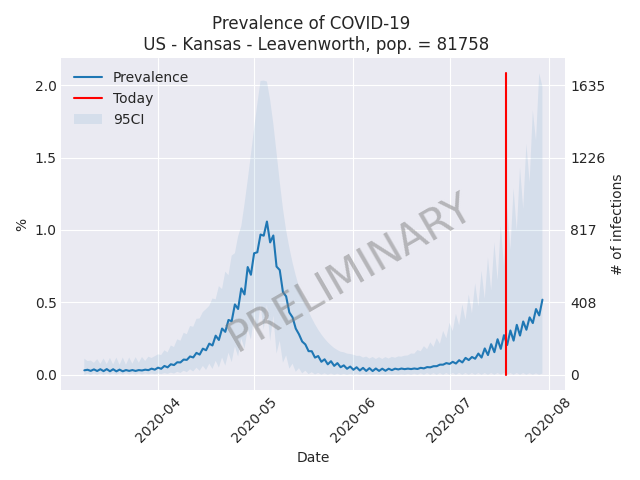 Prevalence of COVID-19
US - Kansas - Leavenworth, pop. = 81758
Prevalence
Today
95CI
2.0
1.5
1.0
0.5
0.0
%
1635
1226
817
408
0
# of infections
PRELIMINARY
2020-04
2020-05
2020-06
2020-07
2020-08
Date